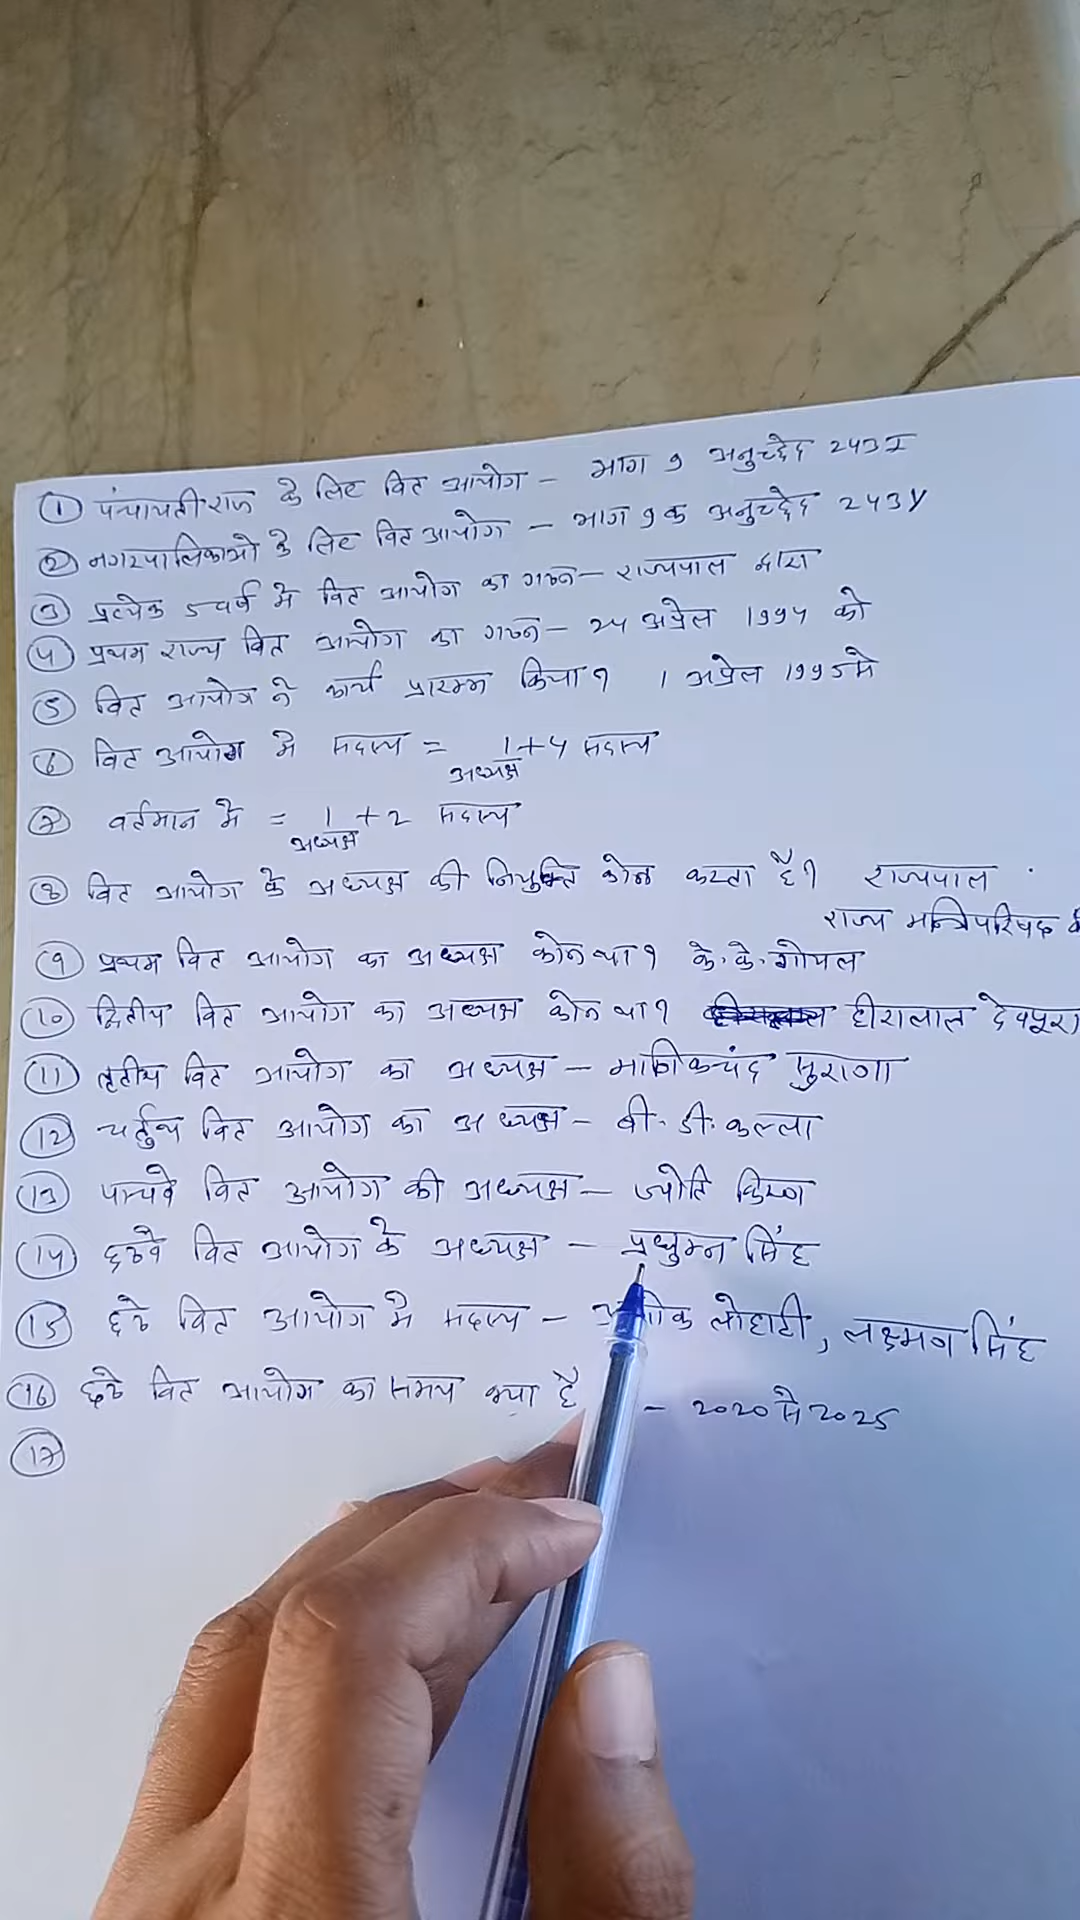 ① पंचायतीराज के लिए वित आयोग – भाग 9 अनुच्छेद 243I
② नगरपालिकाओ के लिए वित आयोग – भाग 9क अनुच्छेद 243Y
③ प्रत्येक 5 वर्ष मे वित आयोग का गठन – राज्यपाल द्वारा
④ प्रथम राज्य वित आयोग का गठन – 24 अप्रेल 1994 को
⑤ वित आयोग ने कार्य प्रारम्भ किया? 1 अप्रेल 1995 मे
⑥ वित आयोग मे सदस्य = 1+4 सदस्य
अध्यक्ष
⑦ वर्तमान मे = 1 + 2 सदस्य
अध्यक्ष
⑧ वित आयोग के अध्यक्ष की नियुक्ति कोन करता है? राज्यपाल
राज्य मन्त्रिपरिषद
⑨ प्रथम वित आयोग का अध्यक्ष कोन था? के. के. गोयल
⑩ द्वितीय वित आयोग का अध्यक्ष कोन था? हीरालाल देवपूरा
⑪ तृतीय वित आयोग का अध्यक्ष – माणिकचंद सुराणा
⑫ चर्तुथ वित आयोग का अध्यक्ष – बी. डी. कल्ला
⑬ पाचवे वित आयोग की अध्यक्ष – ज्योति किरण
⑭ छठवे वित आयोग के अध्यक्ष – प्रधुम्न सिंह
⑮ छठे वित आयोग मे सदस्य – लोहाटी, लक्ष्मण सिंह
⑯ छठे वित आयोग का समय क्या है – 2020 से 2025
⑰